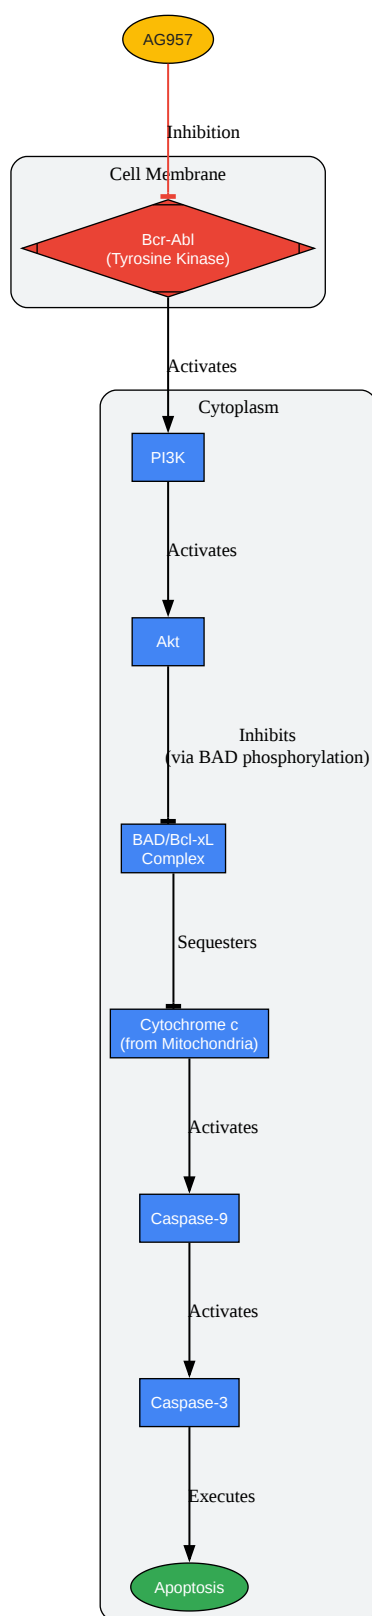 AG957
Inhibition
Cell Membrane
Bcr-Abl
(Tyrosine Kinase)
Activates
Cytoplasm
PI3K
Activates
Akt
Inhibits
(via BAD phosphorylation)
BAD/Bcl-xL
Complex
Sequesters
Cytochrome c
(from Mitochondria)
Activates
Caspase-9
Activates
Caspase-3
Executes
Apoptosis